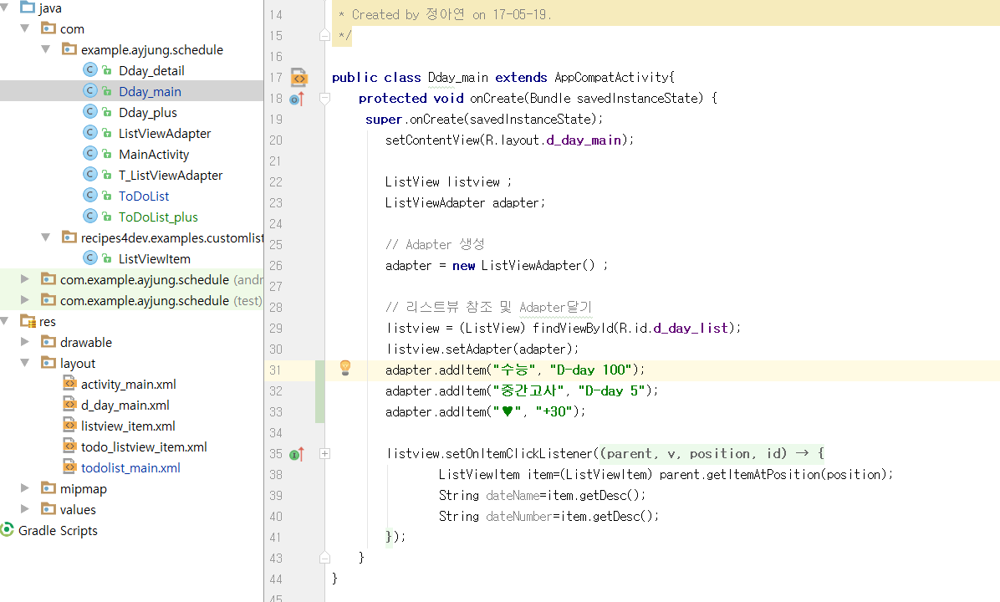 java
com
example.ayjung.schedule
Dday_detail
Dday_main
Dday_plus
ListViewAdapter
MainActivity
T_ListViewAdapter
ToDoList
ToDoList_plus
recipes4dev.examples.customlist
ListViewItem
com.example.ayjung.schedule (andr
com.example.ayjung.schedule (test)
res
drawable
layout
activity_main.xml
d_day_main.xml
listview_item.xml
todo_listview_item.xml
todolist_main.xml
mipmap
values
Gradle Scripts
14 * Created by 정아연 on 17-05-19.
15 */
16
17 public class Dday_main extends AppCompatActivity{
18 protected void onCreate(Bundle savedInstanceState) {
19 super.onCreate(savedInstanceState);
20 setContentView(R.layout.d_day_main);
21
22 ListView listview ;
23 ListViewAdapter adapter;
24
25 // Adapter 생성
26 adapter = new ListViewAdapter() ;
27
28 // 리스트뷰 참조 및 Adapter달기
29 listview = (ListView) findViewById(R.id.d_day_list);
30 listview.setAdapter(adapter);
31 adapter.addItem("수능", "D-day 100");
32 adapter.addItem("중간고사", "D-day 5");
33 adapter.addItem("♥", "+30");
34
35 listview.setOnItemClickListener((parent, v, position, id) → {
38 ListViewItem item=(ListViewItem) parent.getItemAtPosition(position);
39 String dateName=item.getDesc();
40 String dateNumber=item.getDesc();
41 });
43 }
44 }
45